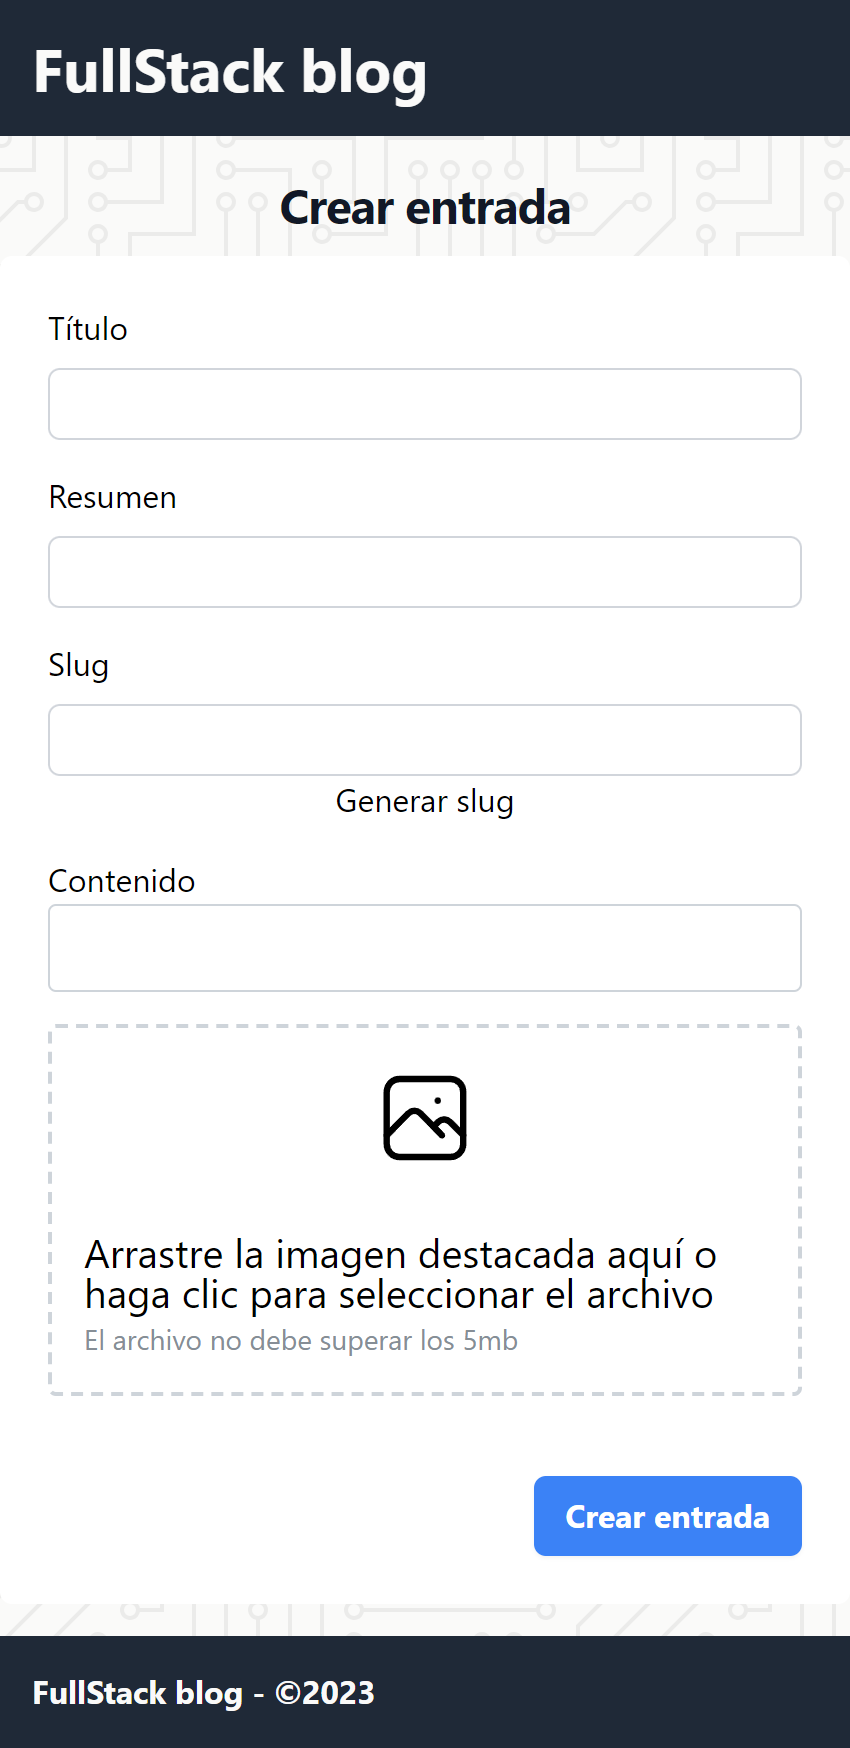 FullStack blog
Crear entrada
Título
Resumen
Slug
Generar slug
Contenido
Arrastre la imagen destacada aquí o
haga clic para seleccionar el archivo
El archivo no debe superar los 5mb
Crear entrada
FullStack blog - ©2023